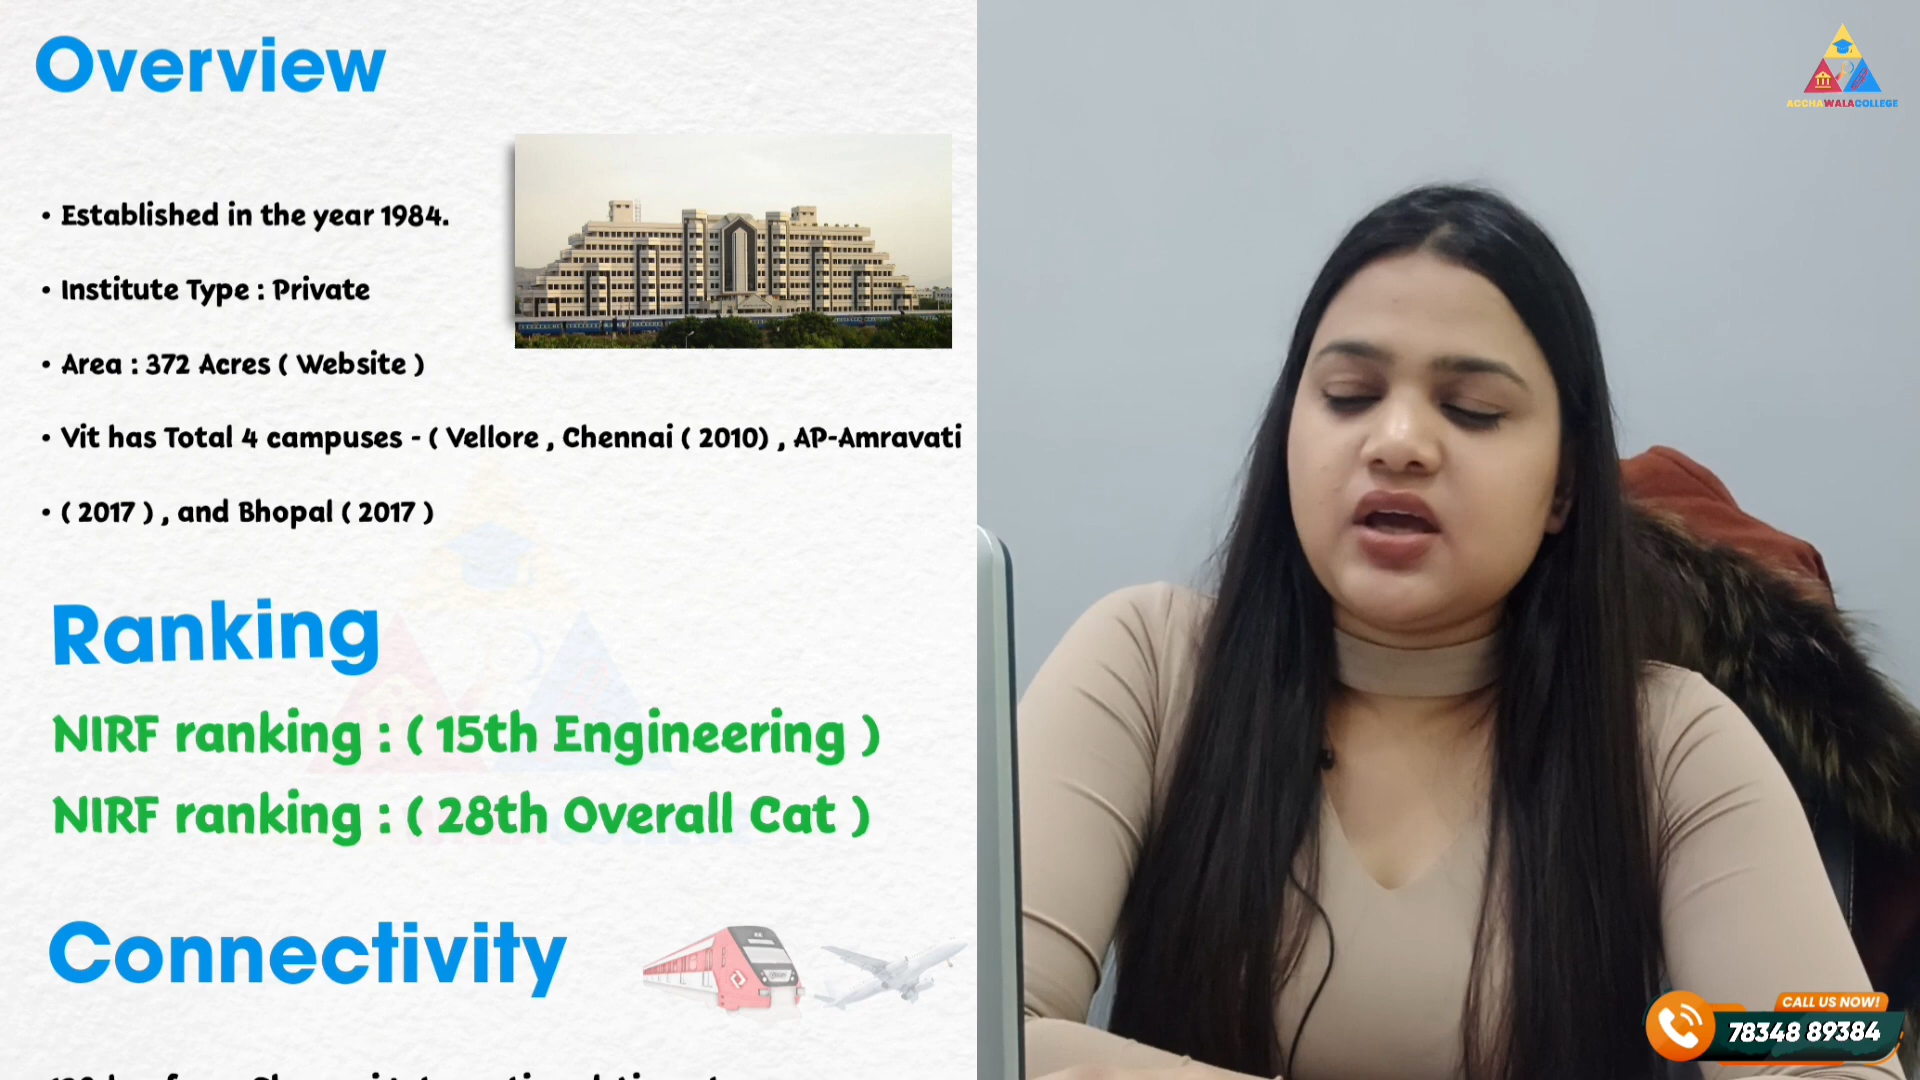 Overview
• Established in the year 1984.
• Institute Type : Private
• Area : 372 Acres ( Website )
• Vit has Total 4 campuses - ( Vellore , Chennai ( 2010) , AP-Amravati
• ( 2017 ) , and Bhopal ( 2017 )
Ranking
NIRF ranking : ( 15th Engineering )
NIRF ranking : ( 28th Overall Cat )
Connectivity
ACCHAWALACOLLEGE
CALL US NOW!
78348 89384